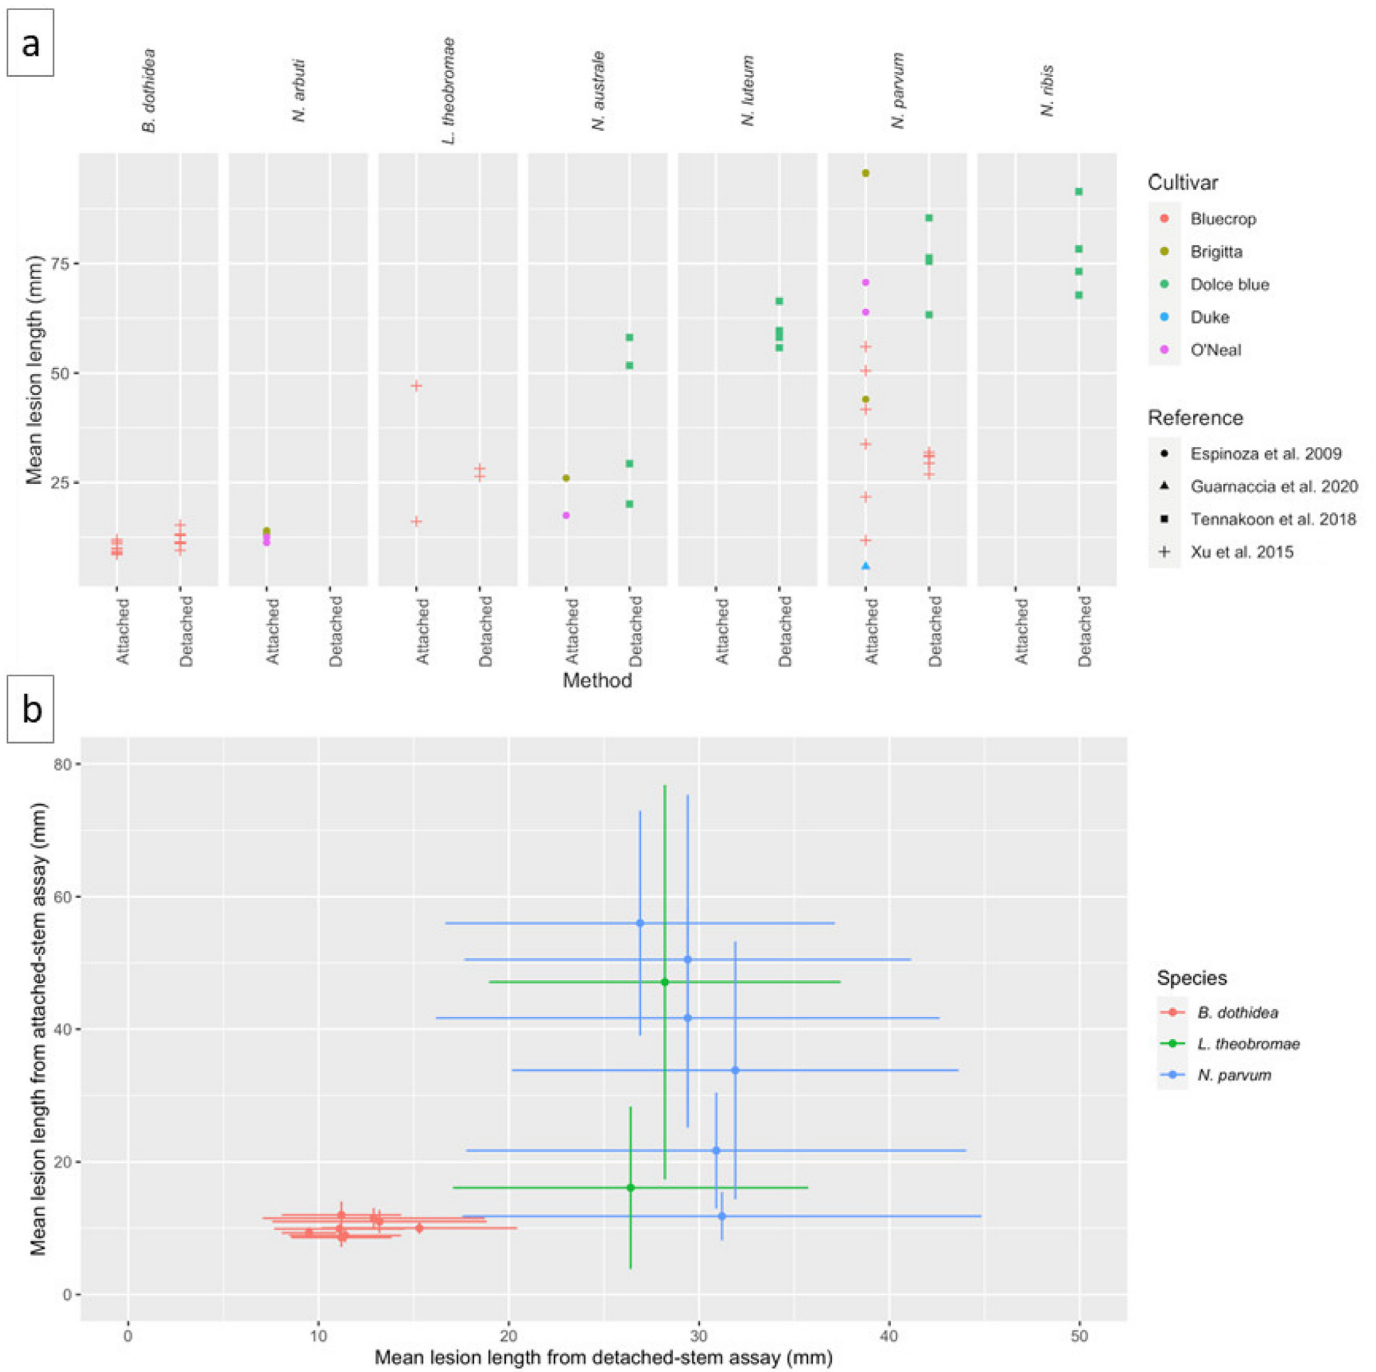 a
B. dothidea
N. arbuti
L. theobromae
N. australe
N. luteum
N. parvum
N. ribis
Mean lesion length (mm)
75
50
25
Attached
Detached
Attached
Detached
Attached
Detached
Attached
Detached
Attached
Detached
Attached
Detached
Attached
Detached
Method
Cultivar
Bluecrop
Brigitta
Dolce blue
Duke
O'Neal
Reference
Espinoza et al. 2009
Guarnaccia et al. 2020
Tennakoon et al. 2018
Xu et al. 2015
b
Mean lesion length from attached-stem assay (mm)
80
60
40
20
0
0 10 20 30 40 50
Mean lesion length from detached-stem assay (mm)
Species
B. dothidea
L. theobromae
N. parvum